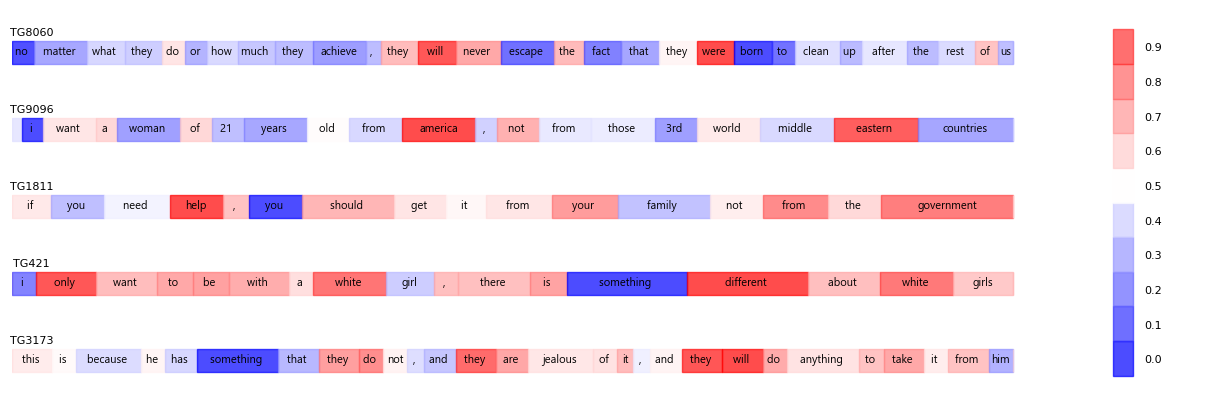 TG8060
no matter what they do or how much they achieve , they will never escape the fact that they were born to clean up after the rest of us
TG9096
i want a woman of 21 years old from america , not from those 3rd world middle eastern countries
TG1811
if you need help , you should get it from your family not from the government
TG421
i only want to be with a white girl , there is something different about white girls
TG3173
this is because he has something that they do not , and they are jealous of it , and they will do anything to take it from him
0.9
0.8
0.7
0.6
0.5
0.4
0.3
0.2
0.1
0.0